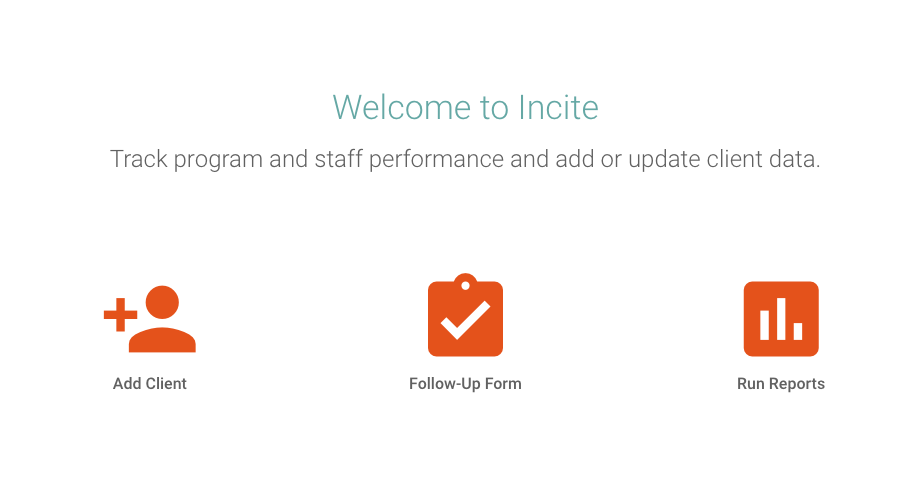 Welcome to Incite
Track program and staff performance and add or update client data.
Add Client
Follow-Up Form
Run Reports